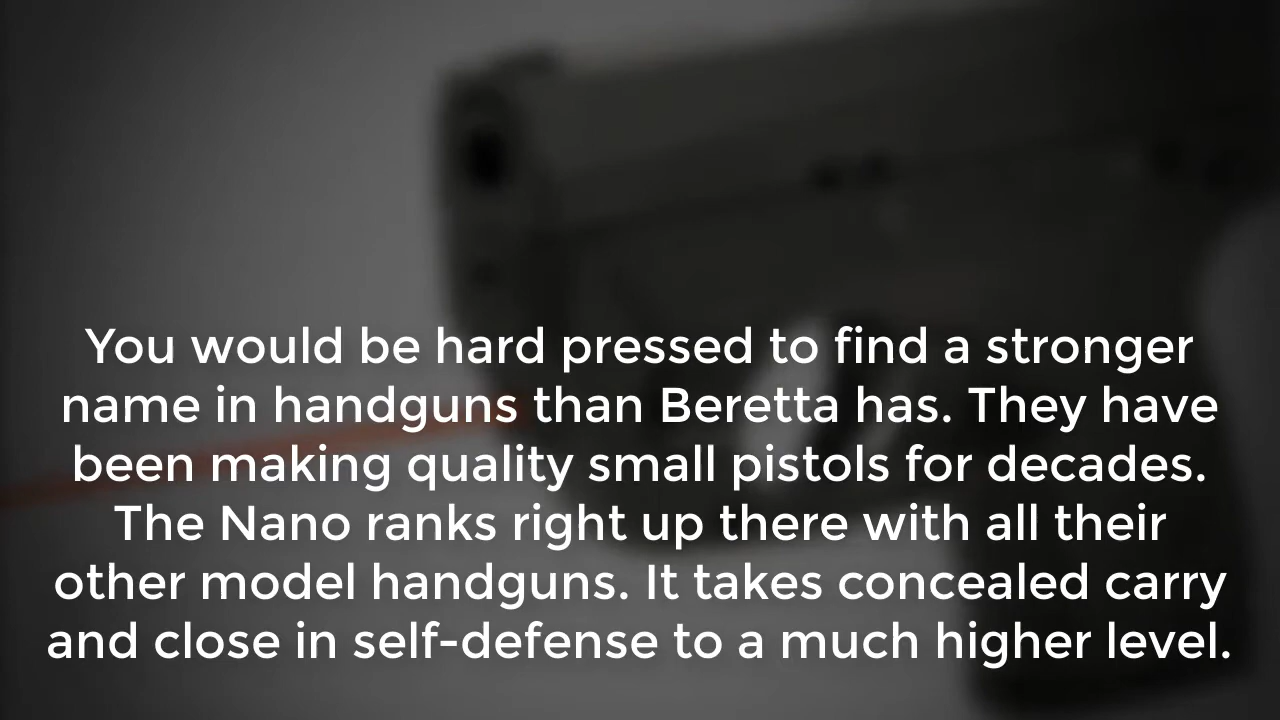 You would be hard pressed to find a stronger
name in handguns than Beretta has. They have
been making quality small pistols for decades.
The Nano ranks right up there with all their
other model handguns. It takes concealed carry
and close in self-defense to a much higher level.